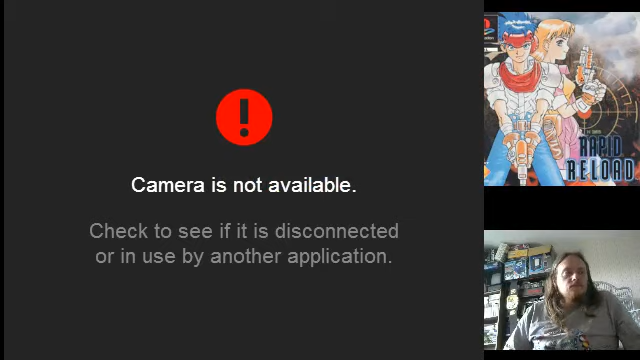 Camera is not available.
Check to see if it is disconnected
or in use by another application.
RAPID
RELOAD